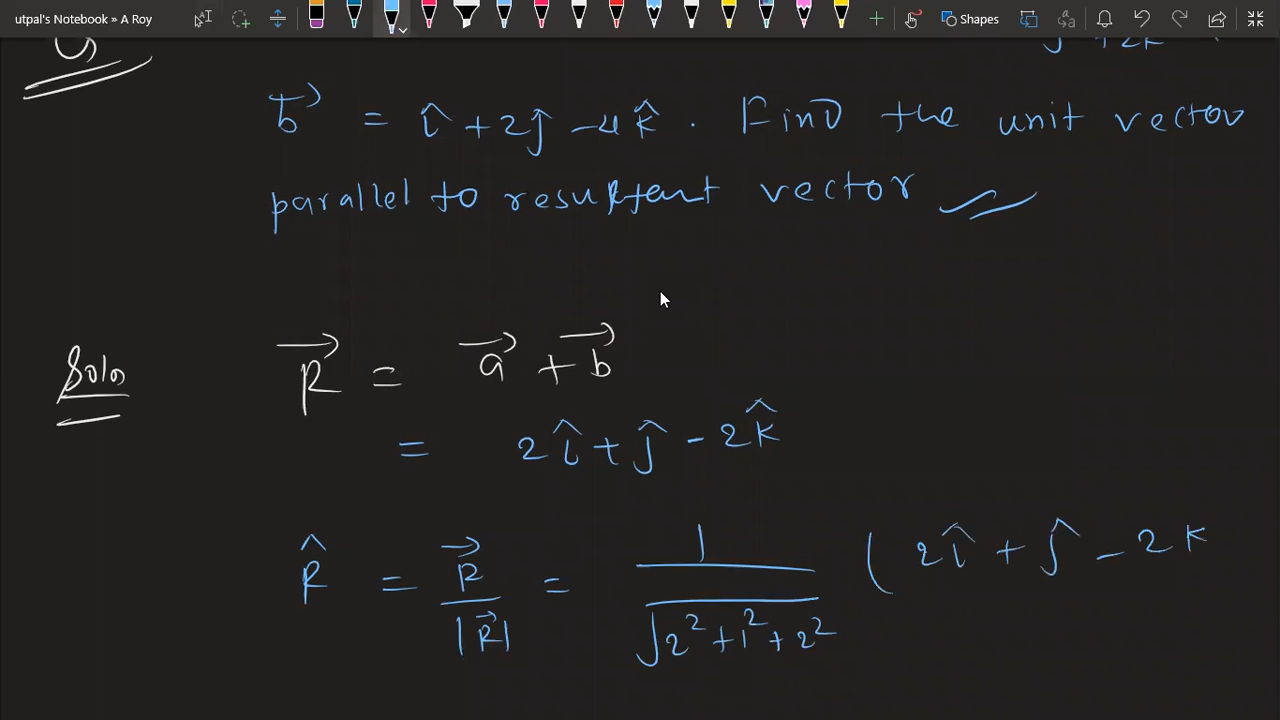 utpal's Notebook » A Roy
Shapes
j + 2k
b⃗ = î + 2ĵ - 4k̂ . Find the unit vector
parallel to resultant vector
Soln R⃗ = a⃗ + b⃗
= 2î + ĵ - 2k̂
R̂ = R⃗ / |R⃗| = 1 / √2² + 1² + 2² ( 2î + ĵ - 2k